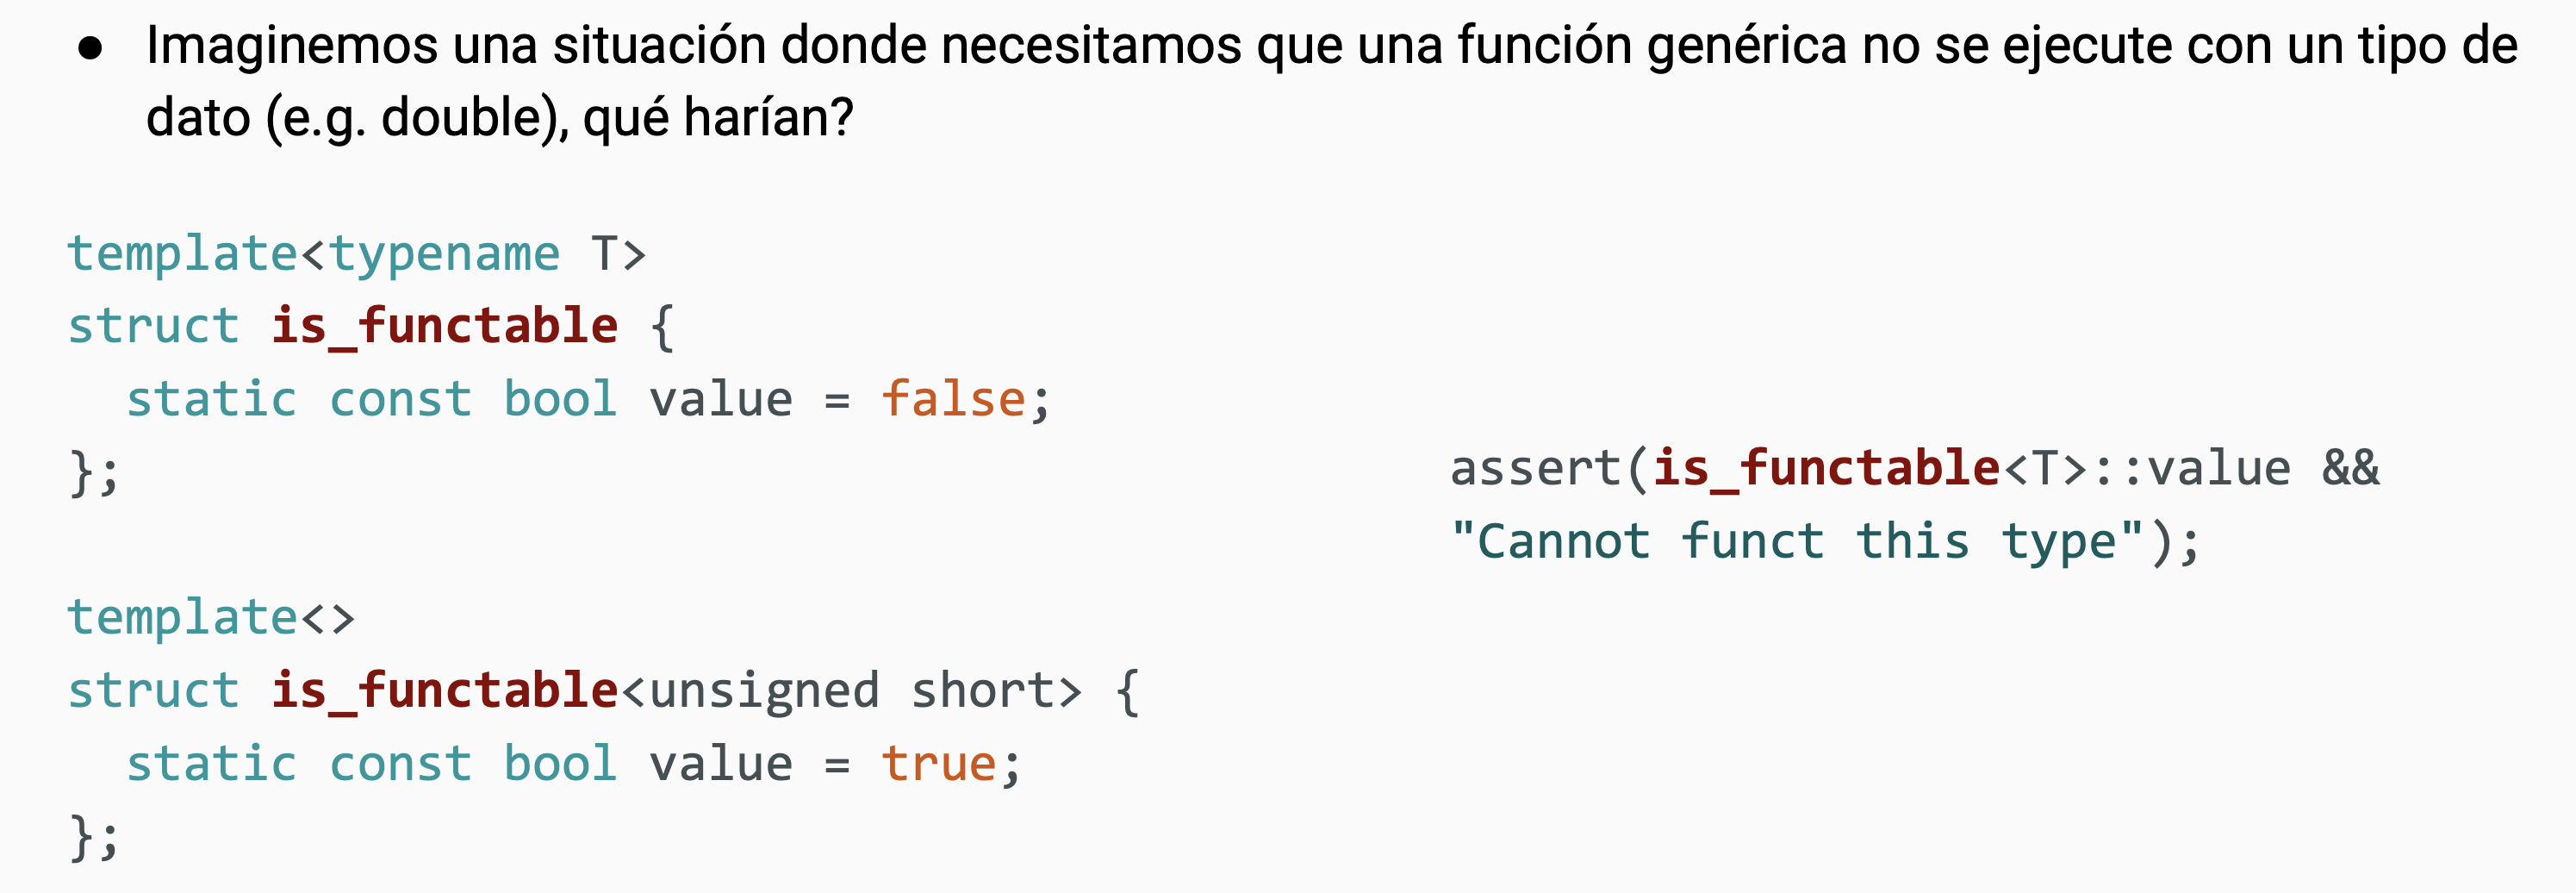 ● Imaginemos una situación donde necesitamos que una función genérica no se ejecute con un tipo de
dato (e.g. double), qué harían?
template<typename T>
struct is_functable {
  static const bool value = false;
};
template<>
struct is_functable<unsigned short> {
  static const bool value = true;
};
assert(is_functable<T>::value &&
"Cannot funct this type");